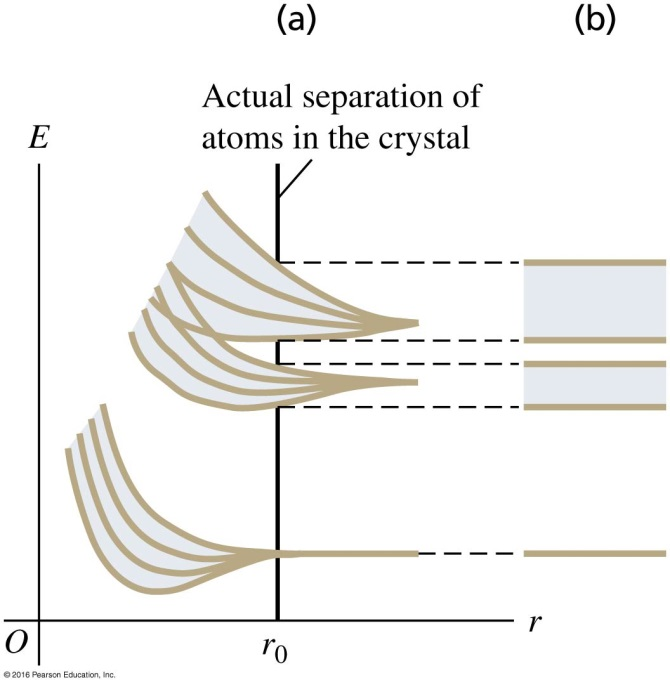 (a)
(b)
Actual separation of
atoms in the crystal
E
r
O
r₀
© 2016 Pearson Education, Inc.